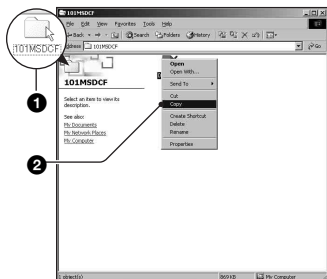 101MSDCF
File Edit View Favorites Tools Help
Back Search Folders History
Address 101MSDCF Go
101MSDCF
1
Select an item to view its
description.
See also:
My Documents
My Network Places
My Computer
Open
Open With...
Send To
Cut
2
Copy
Create Shortcut
Delete
Rename
Properties
1 object(s) 869 KB My Computer
101MSDCF